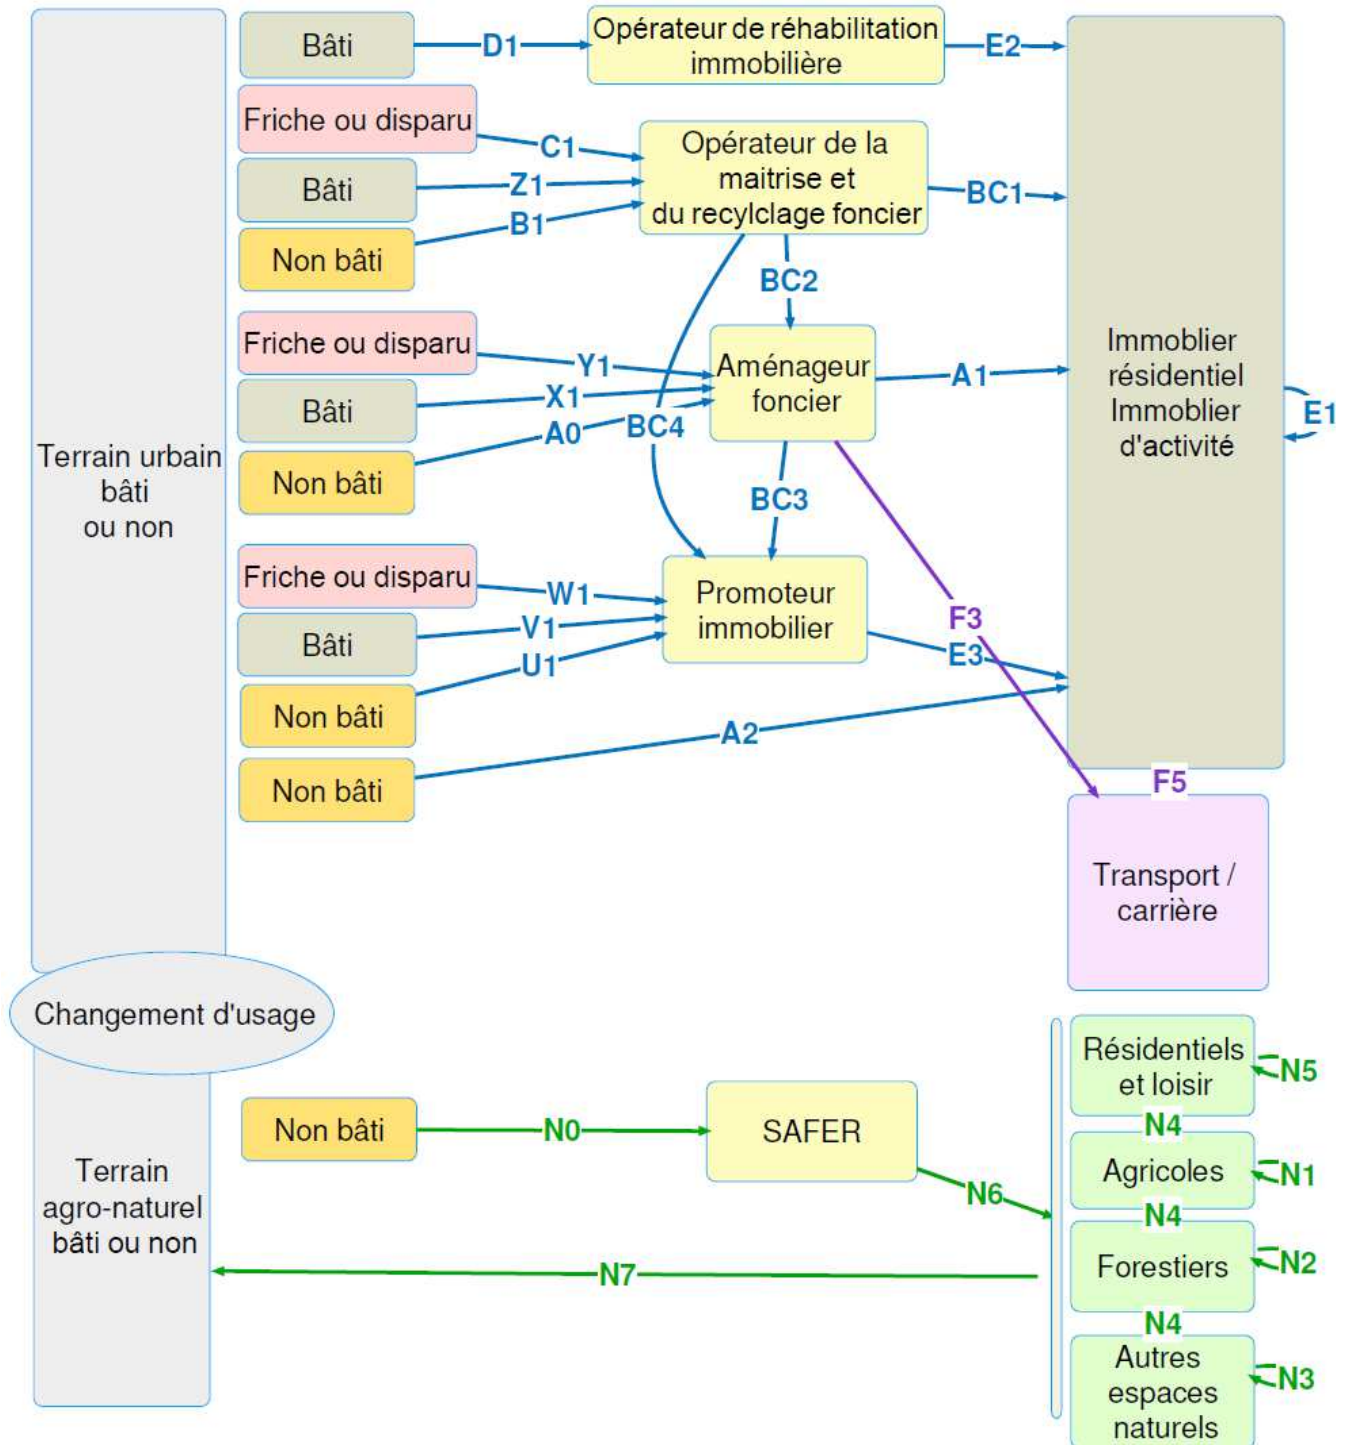 Bâti
D1
Opérateur de réhabilitation
immobilière
E2
Friche ou disparu
C1
Bâti
Z1
Non bâti
B1
Opérateur de la
maitrise et
du recylclage foncier
BC1
BC2
BC4
Friche ou disparu
Y1
Bâti
X1
Non bâti
A0
Aménageur
foncier
A1
BC3
Immoblier
résidentiel
Immoblier
d'activité
E1
Terrain urbain
bâti
ou non
Friche ou disparu
W1
Bâti
V1
Non bâti
U1
Promoteur
immobilier
F3
E3
Non bâti
A2
F5
Transport /
carrière
Changement d'usage
Terrain
agro-naturel
bâti ou non
Non bâti
N0
SAFER
N6
N7
Résidentiels
et loisir
N5
N4
Agricoles
N1
N4
Forestiers
N2
N4
Autres
espaces
naturels
N3